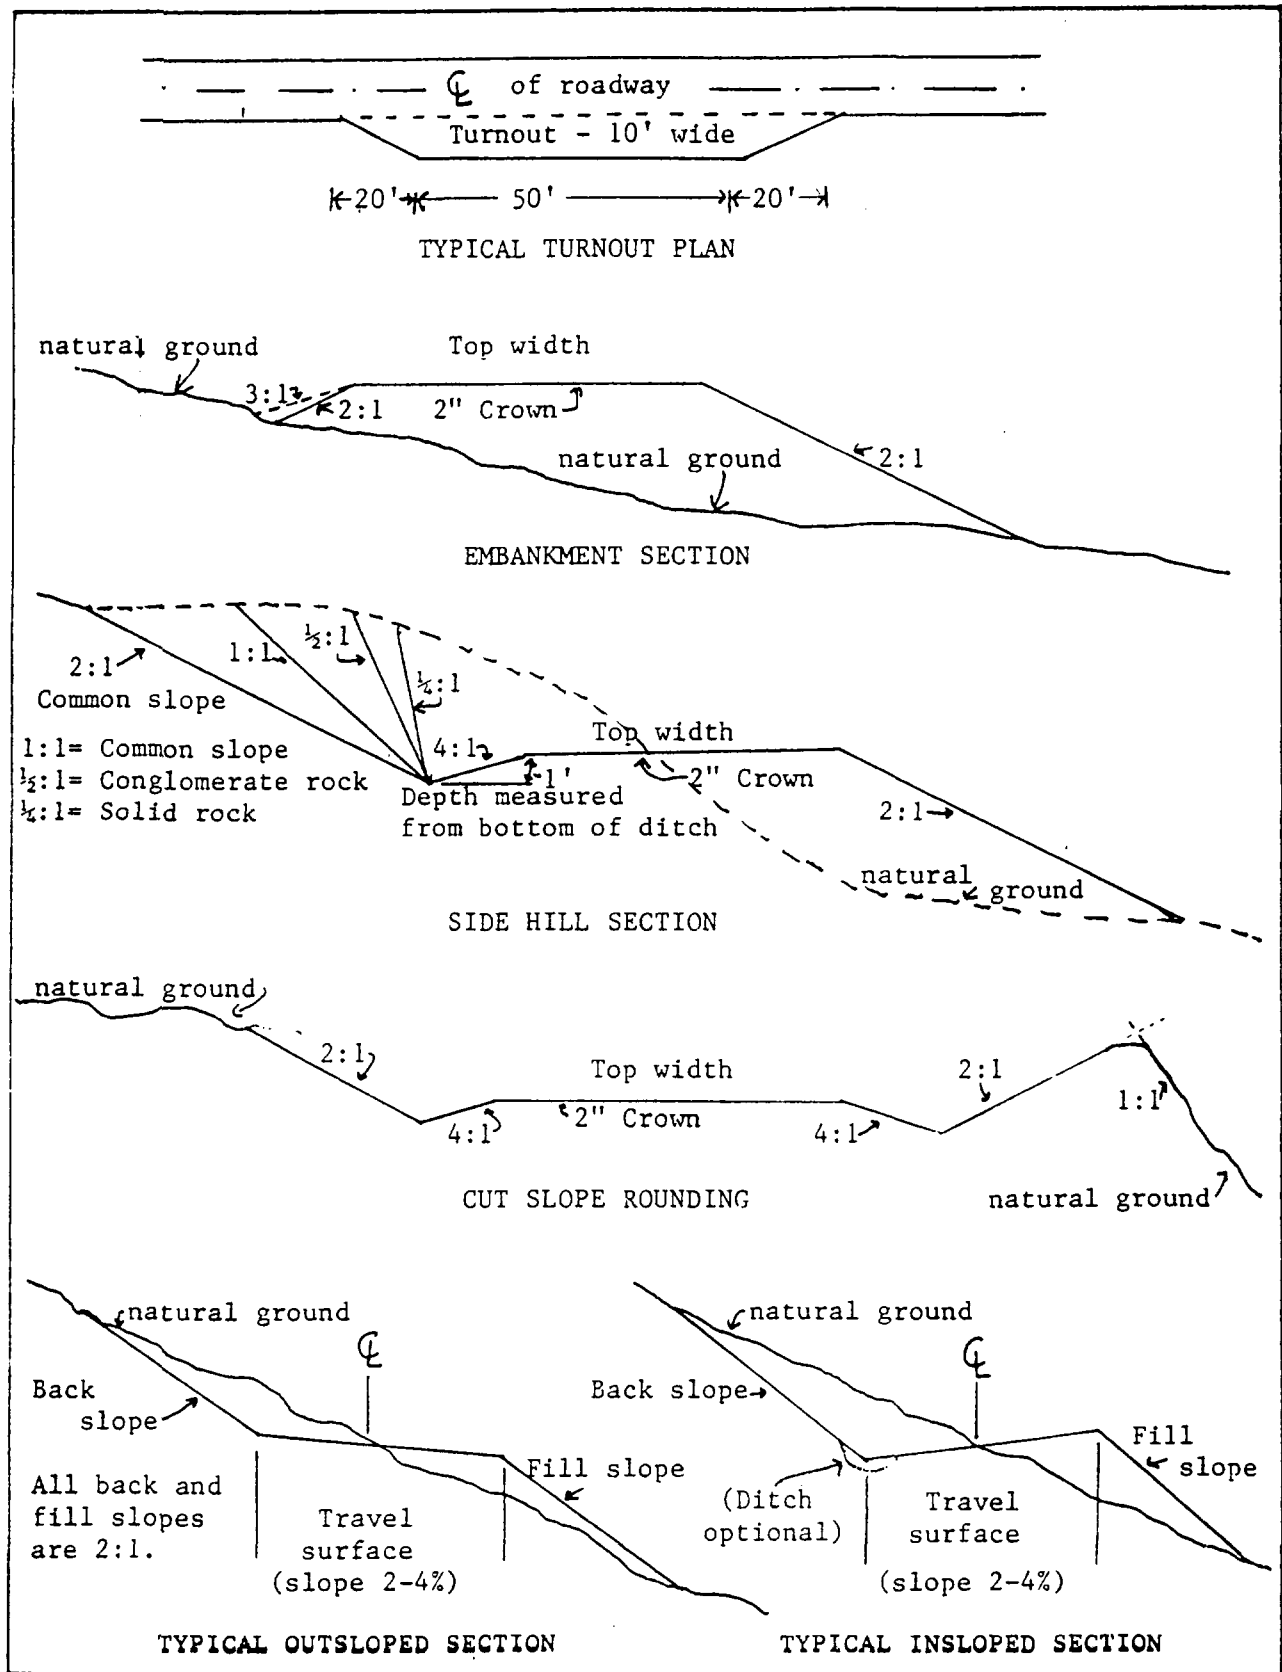 ℄ of roadway
Turnout - 10' wide
20' 50' 20'
TYPICAL TURNOUT PLAN
natural ground
Top width
3:1
2:1
2" Crown
natural ground
2:1
EMBANKMENT SECTION
2:1
Common slope
1:1
½:1
¼:1
1:1= Common slope
½:1= Conglomerate rock
¼:1= Solid rock
4:1
1'
Depth measured
from bottom of ditch
Top width
2" Crown
2:1
natural
ground
SIDE HILL SECTION
natural ground
2:1
4:1
Top width
2" Crown
4:1
2:1
1:1
natural ground
CUT SLOPE ROUNDING
natural ground
℄
Back
slope
Fill slope
All back and
fill slopes
are 2:1.
Travel
surface
(slope 2-4%)
TYPICAL OUTSLOPED SECTION
natural ground
℄
Back slope
Fill
slope
(Ditch
optional)
Travel
surface
(slope 2-4%)
TYPICAL INSLOPED SECTION